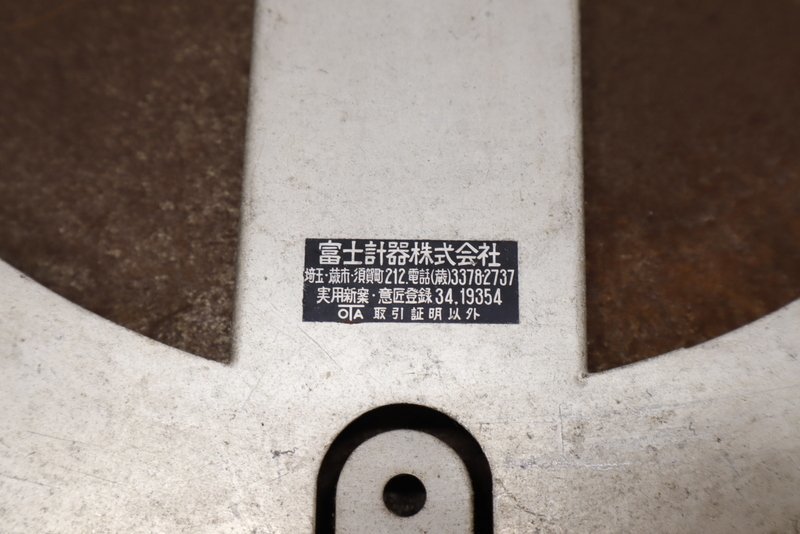 富士計器株式会社
埼玉・蕨市・須賀町212.電話(蕨)3378・2737
実用新案・意匠登録 34.19354
OTA 取引証明以外